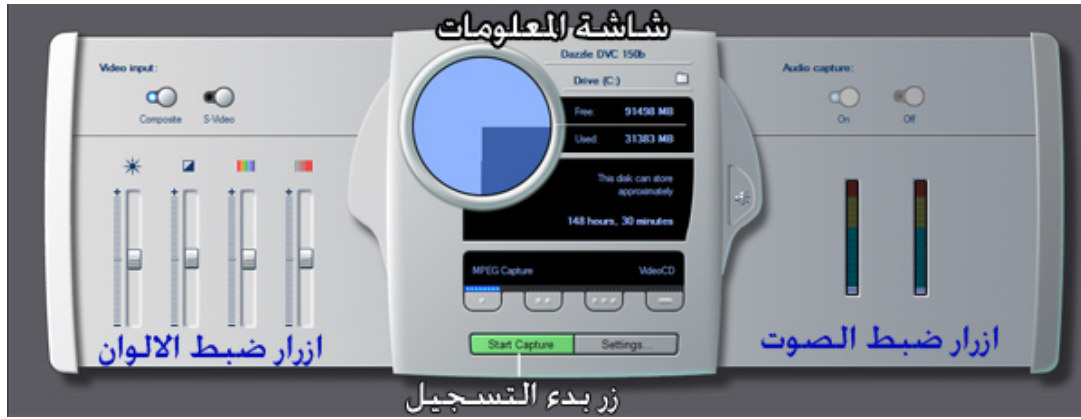 شاشة المعلومات
Video input:
Composite
S-Video
Dazzle DVC 150b
Drive (C:)
Free: 91498 MB
Used: 31383 MB
This disk can store
approximately
148 hours, 30 minutes
MPEG Capture VideoCD
Start Capture Settings...
Audio capture:
On
Off
ازرار ضبط الالوان
ازرار ضبط الصوت
زر بدء التسجيل